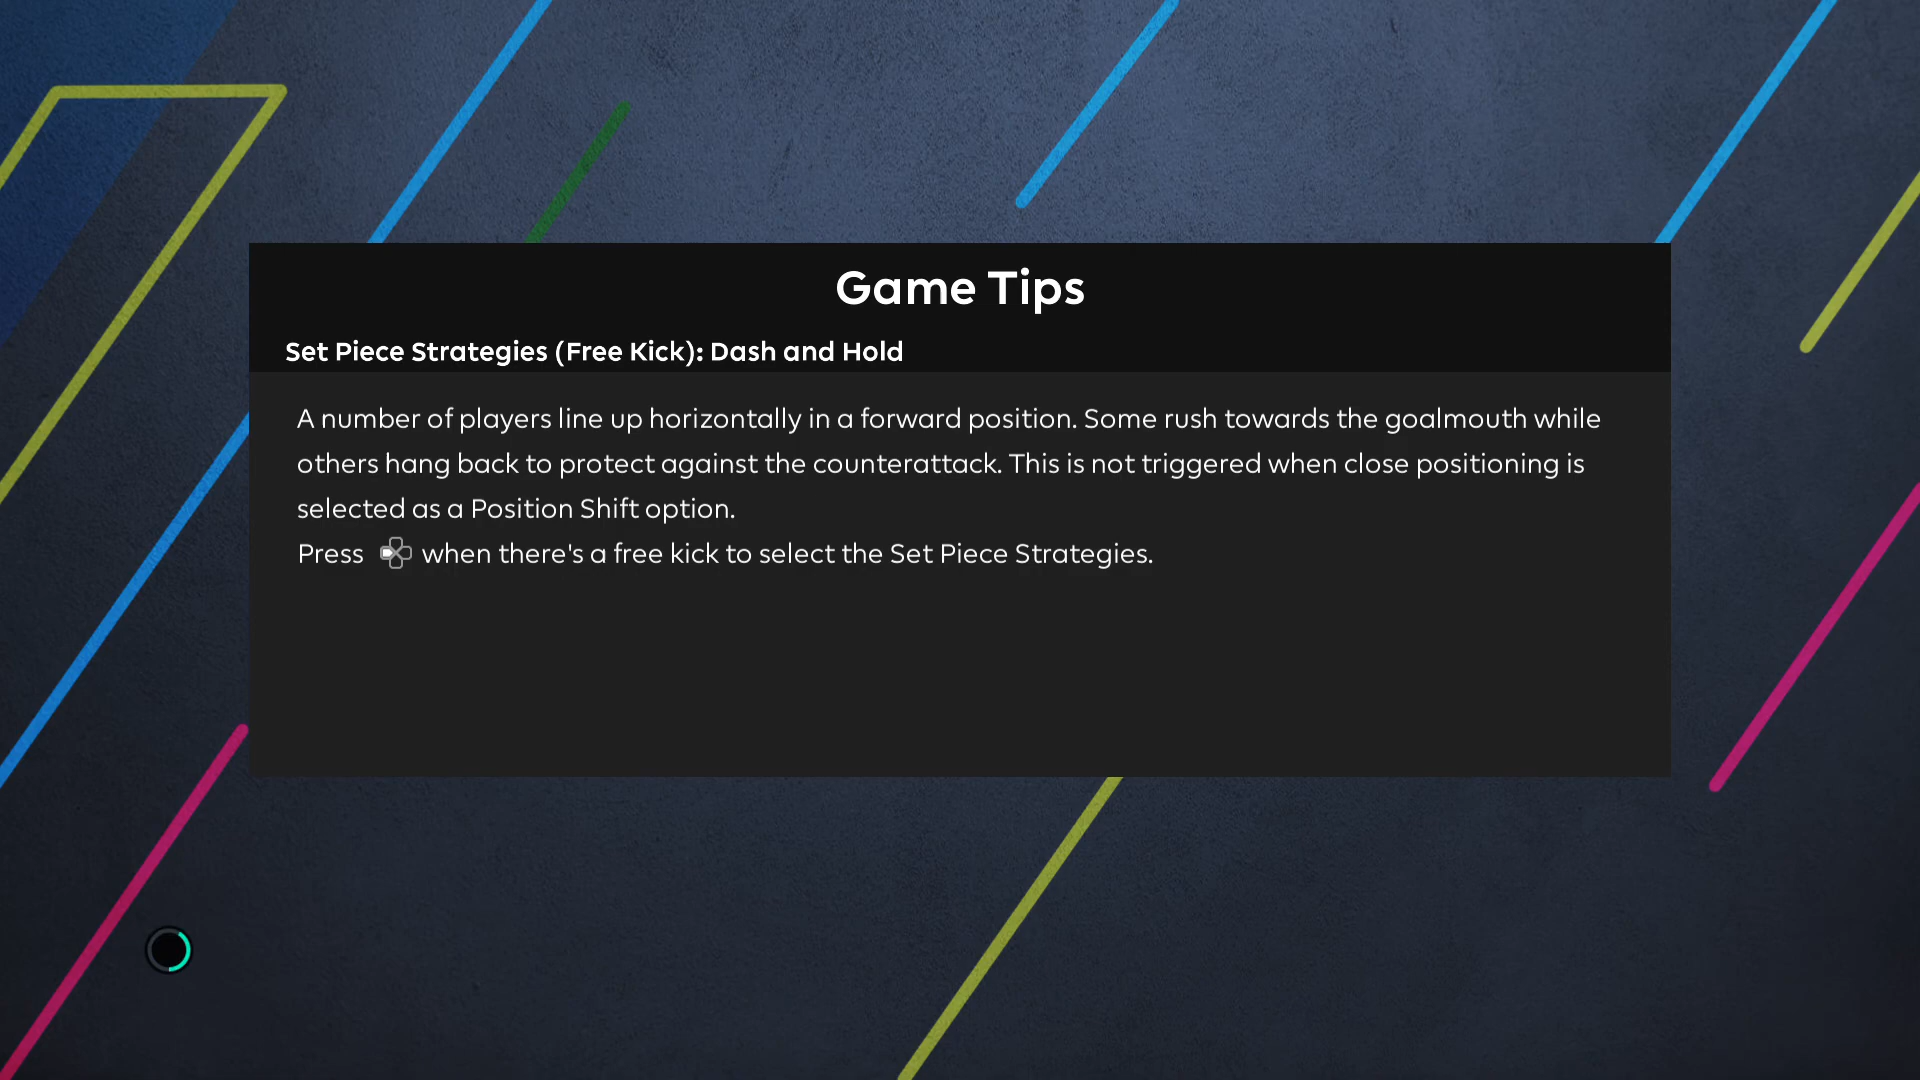 Game Tips
Set Piece Strategies (Free Kick): Dash and Hold
A number of players line up horizontally in a forward position. Some rush towards the goalmouth while
others hang back to protect against the counterattack. This is not triggered when close positioning is
selected as a Position Shift option.
Press when there's a free kick to select the Set Piece Strategies.